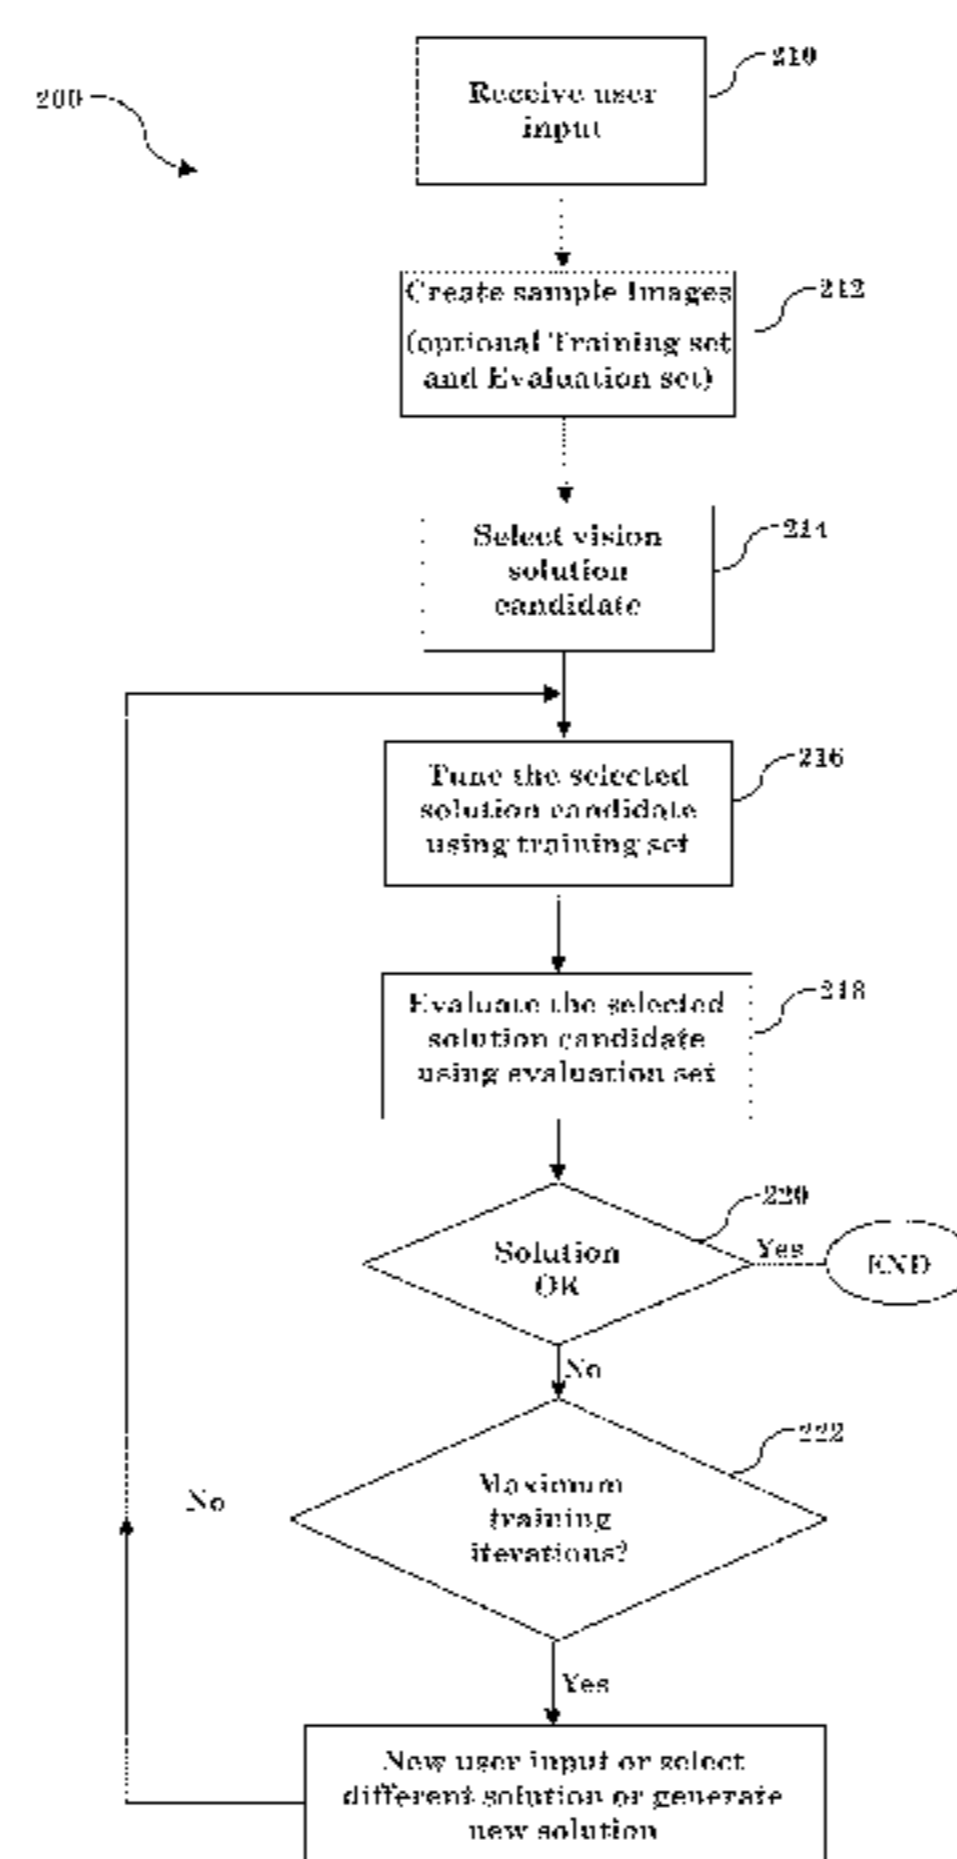 200
210
Receive user
input
212
Create sample Images
(optional Training set
and Evaluation set)
214
Select vision
solution
candidate
216
Tune the selected
solution candidate
using training set
218
Evaluate the selected
solution candidate
using evaluation set
220
Solution
OK
Yes
END
No
222
Maximum
training
iterations?
No
Yes
New user input or select
different solution or generate
new solution